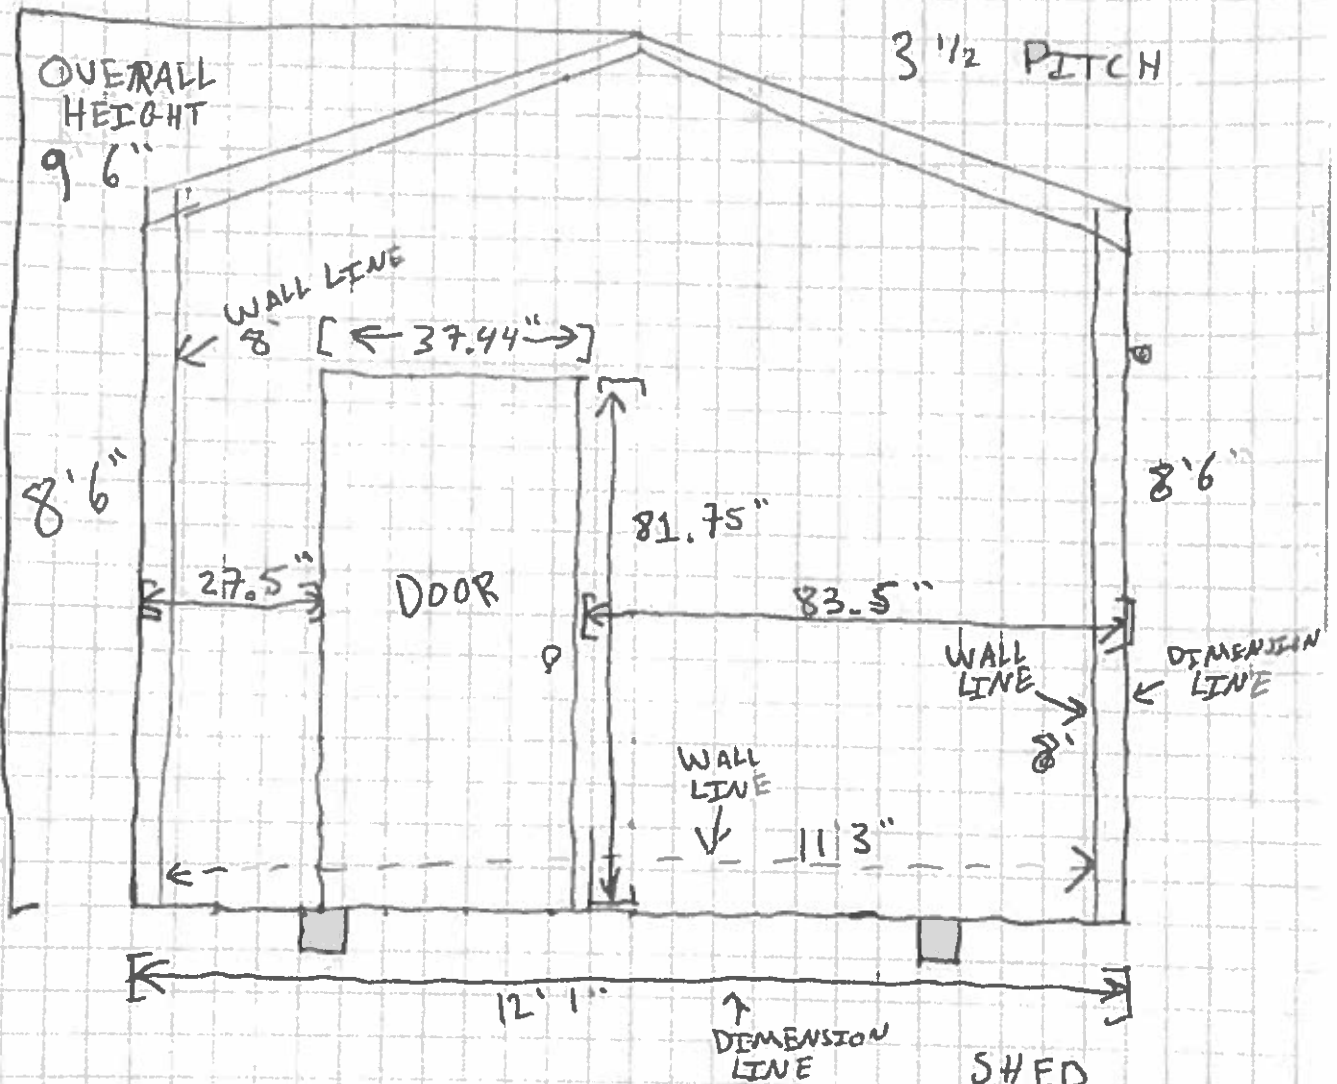 3 1/2 PITCH
OVERALL
HEIGHT
9' 6"
WALL LINE
8'
37.44"
8'6"
81.75"
8'6"
27.5"
DOOR
83.5"
WALL
LINE
8'
DIMENSION
LINE
WALL
LINE
11'3"
12' 1"
DIMENSION
LINE
SHED